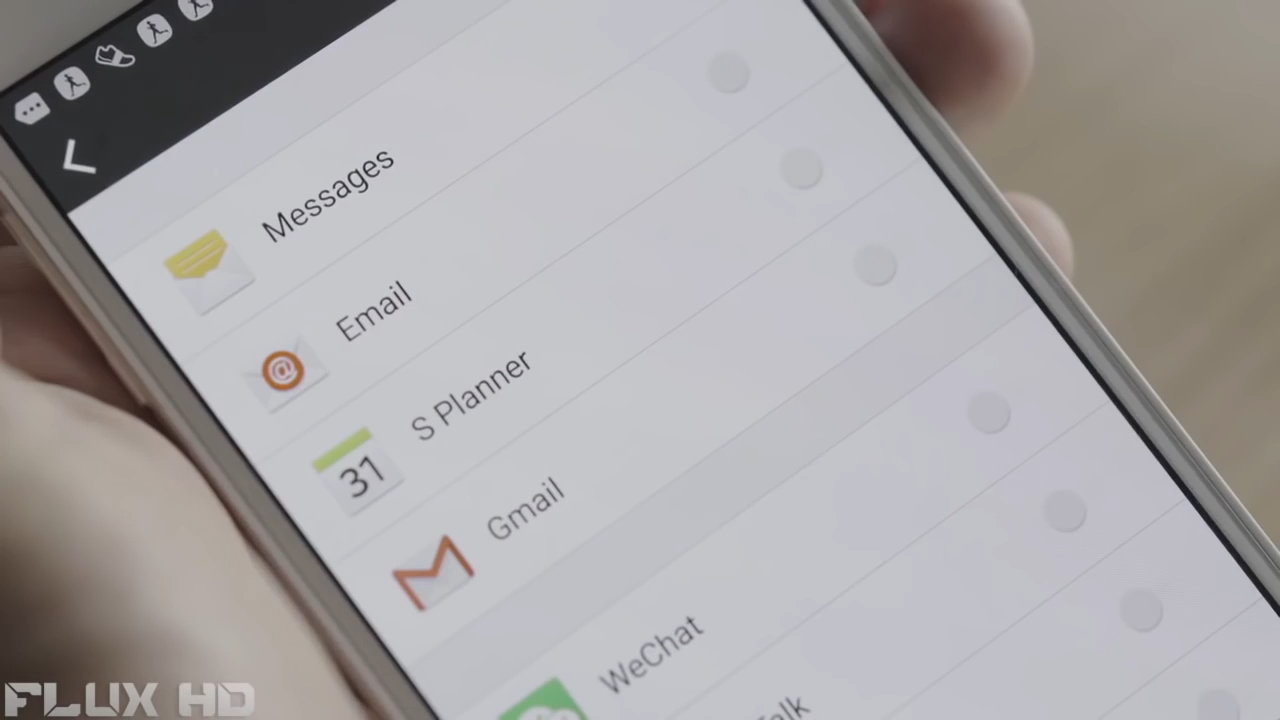 Messages
Email
@
S Planner
31
Gmail
WeChat
FLUX HD